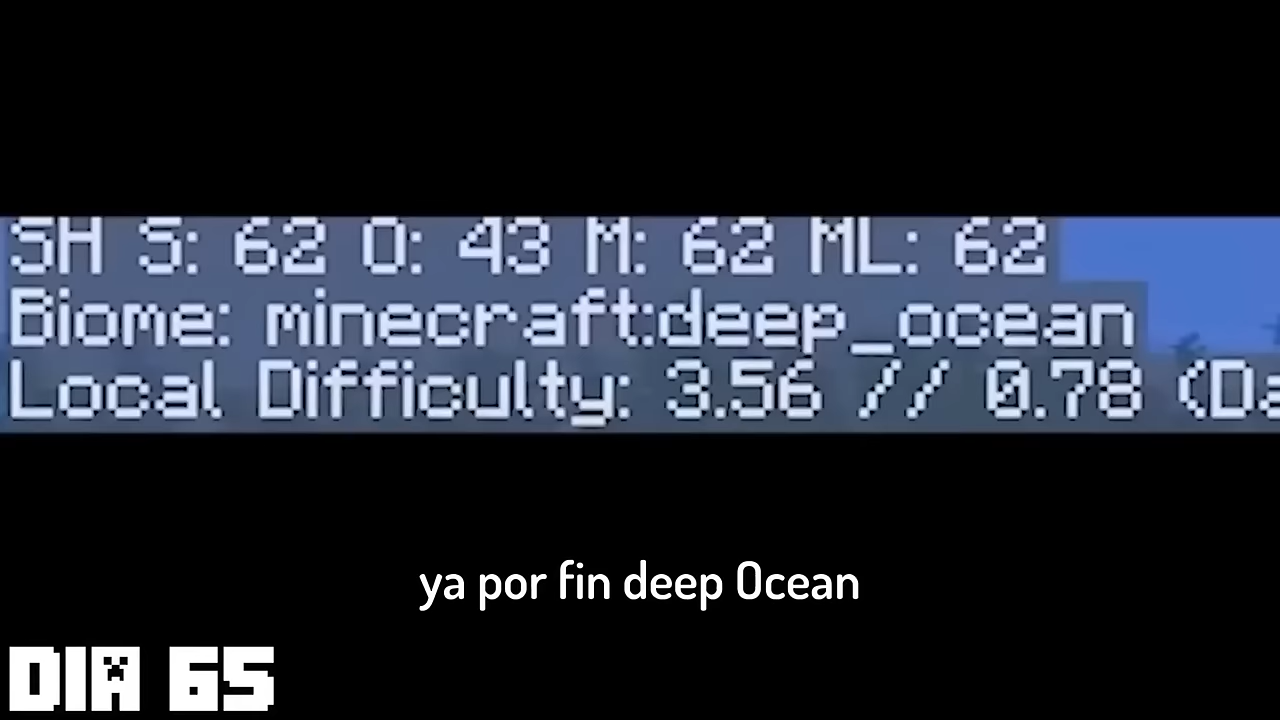 SH S: 62 O: 43 M: 62 ML: 62
Biome: minecraft:deep_ocean
Local Difficulty: 3.56 // 0.78 (Da
ya por fin deep Ocean
DIA 65